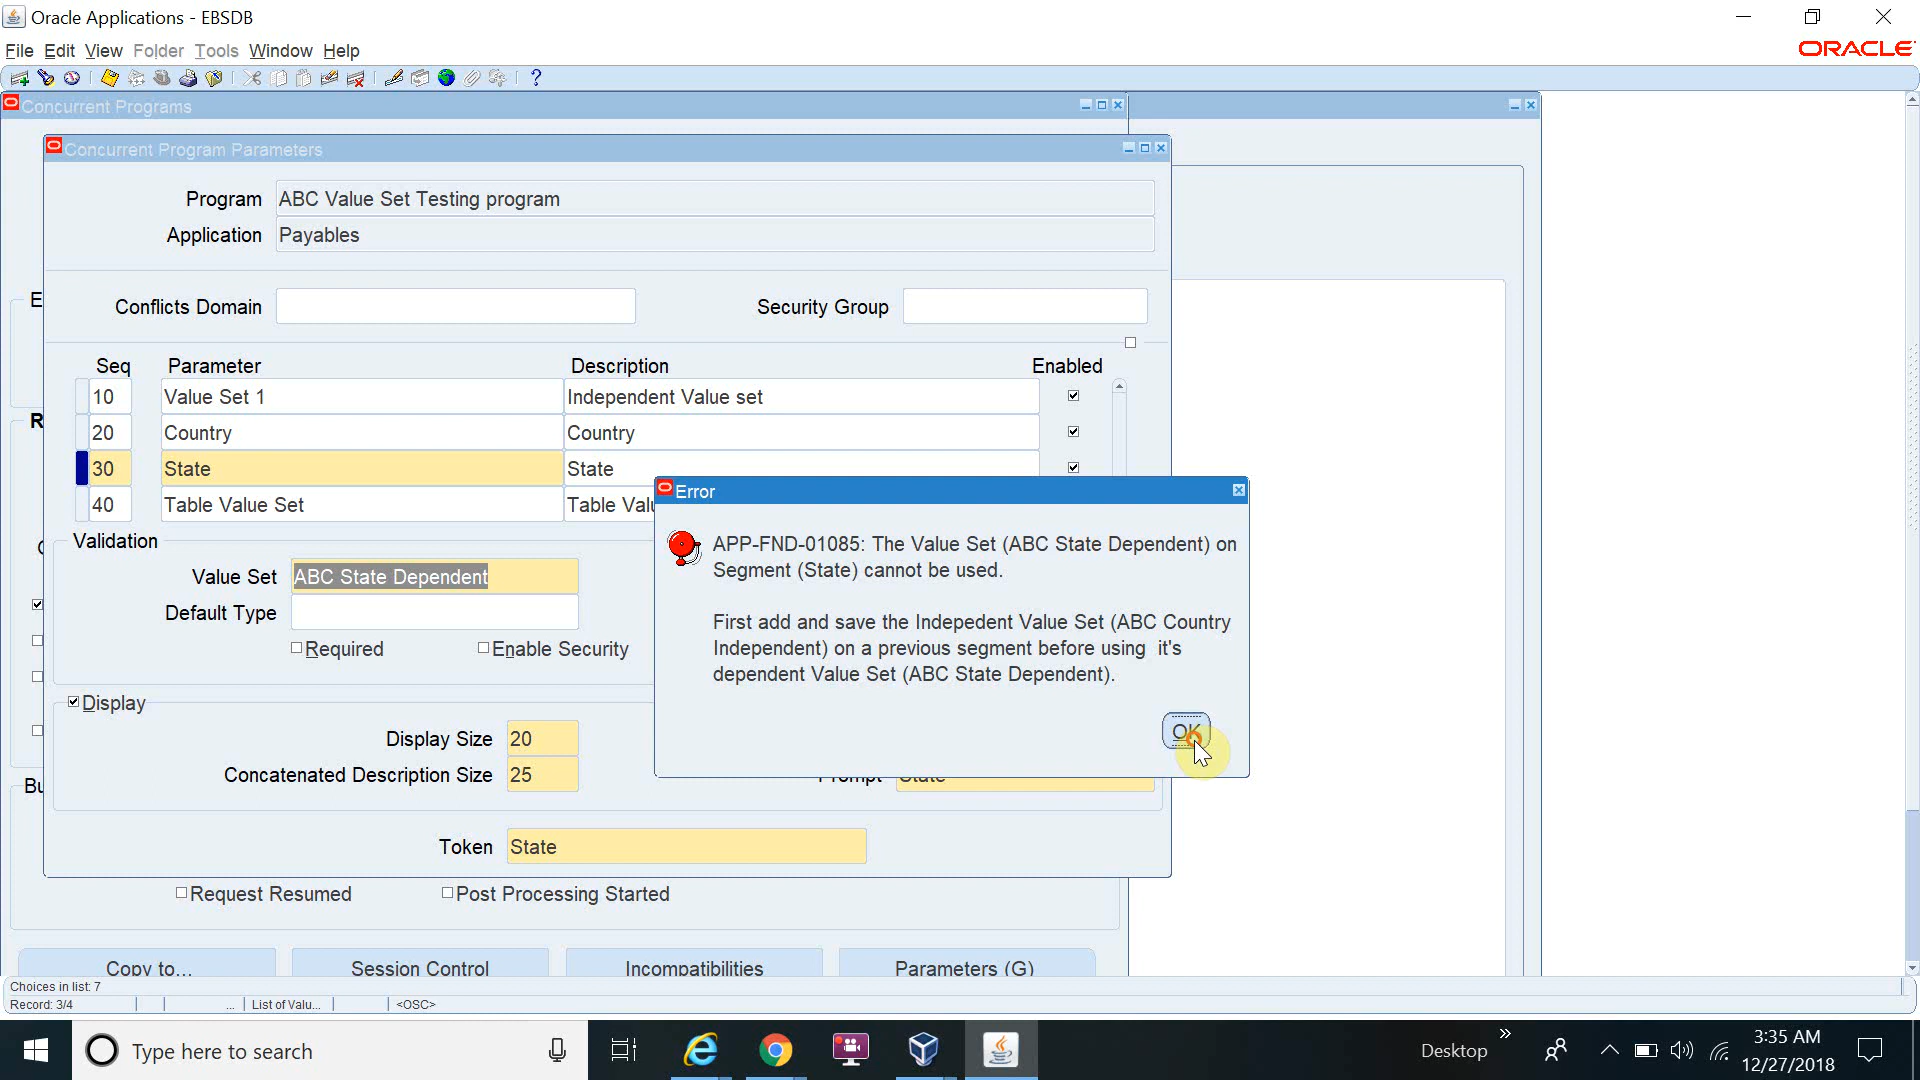 Oracle Applications - EBSDB
File Edit View Folder Tools Window Help
ORACLE
Concurrent Programs
Concurrent Program Parameters
Program ABC Value Set Testing program
Application Payables
Conflicts Domain Security Group
Seq Parameter Description Enabled
10 Value Set 1 Independent Value set
20 Country Country
30 State State
40 Table Value Set Table Valu
Validation
Value Set ABC State Dependent
Default Type
Required Enable Security
Display
Display Size 20
Concatenated Description Size 25
Prompt State
Token State
Error
APP-FND-01085: The Value Set (ABC State Dependent) on
Segment (State) cannot be used.
First add and save the Indepedent Value Set (ABC Country
Independent) on a previous segment before using it's
dependent Value Set (ABC State Dependent).
OK
E
R
Bu
Request Resumed Post Processing Started
Copy to... Session Control Incompatibilities Parameters (G)
Choices in list: 7
Record: 3/4 ... List of Valu... <OSC>
Type here to search
Desktop
3:35 AM
12/27/2018